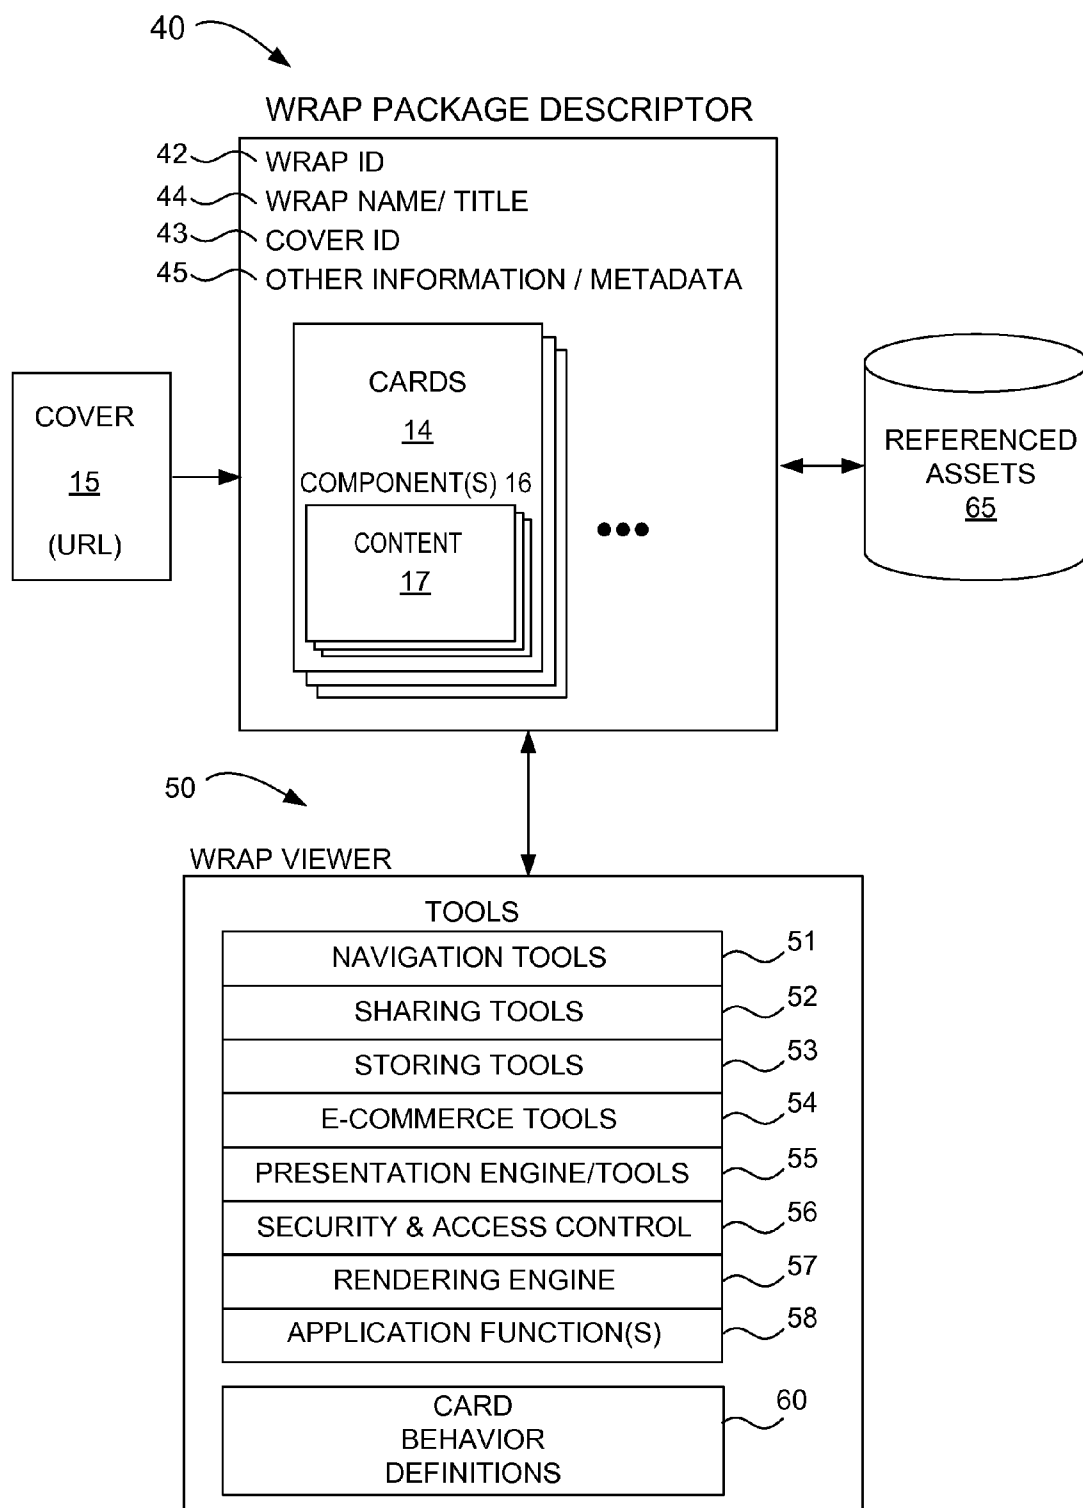 40
WRAP PACKAGE DESCRIPTOR
42 WRAP ID
44 WRAP NAME/ TITLE
43 COVER ID
45 OTHER INFORMATION / METADATA
COVER
15
(URL)
CARDS
14
COMPONENT(S) 16
CONTENT
17
REFERENCED
ASSETS
65
50
WRAP VIEWER
TOOLS
NAVIGATION TOOLS 51
SHARING TOOLS 52
STORING TOOLS 53
E-COMMERCE TOOLS 54
PRESENTATION ENGINE/TOOLS 55
SECURITY & ACCESS CONTROL 56
RENDERING ENGINE 57
APPLICATION FUNCTION(S) 58
CARD 60
BEHAVIOR
DEFINITIONS